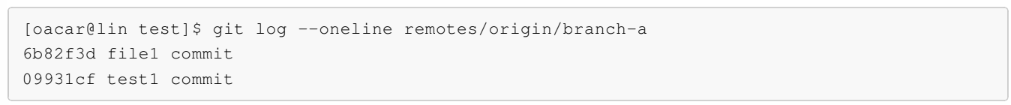 [oacar@lin test]$ git log --oneline remotes/origin/branch-a
6b82f3d file1 commit
09931cf test1 commit